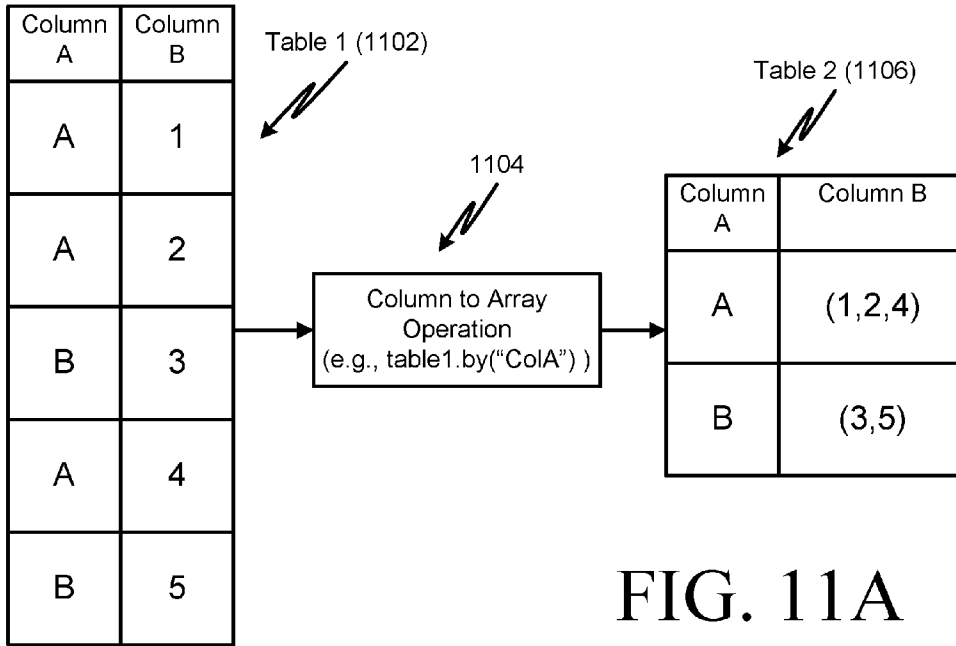 Column A Column B
A 1
A 2
B 3
A 4
B 5
Table 1 (1102)
1104
Column to Array
Operation
(e.g., table1.by(“ColA”) )
Table 2 (1106)
Column A Column B
A (1,2,4)
B (3,5)
FIG. 11A